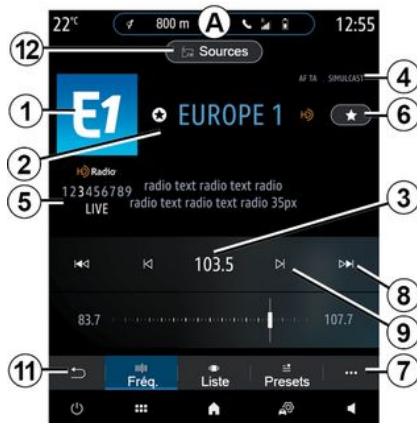 22°C 800 m A 12:55
12 Sources
AF TA SIMULCAST 4
1 E1 EUROPE 1 HD 6
2
HD Radio
5 123456789 radio text radio text radio
LIVE radio text radio text radio 35px
3
103.5
8
83.7 107.7
9
11 Fréq. Liste Presets ... 7